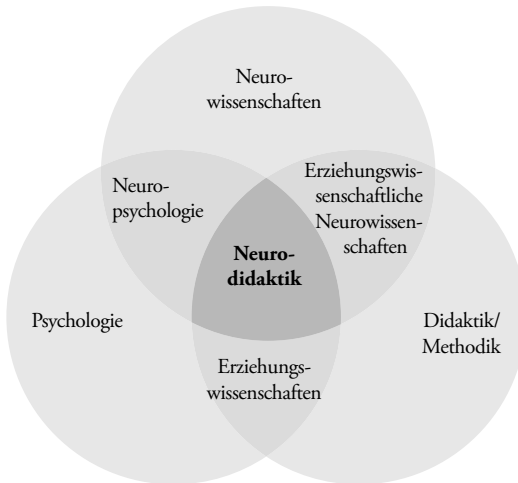 Neuro-
wissenschaften
Neuro-
psychologie
Erziehungswis-
senschaftliche
Neurowissen-
schaften
Neuro-
didaktik
Psychologie
Didaktik/
Methodik
Erziehungs-
wissenschaften